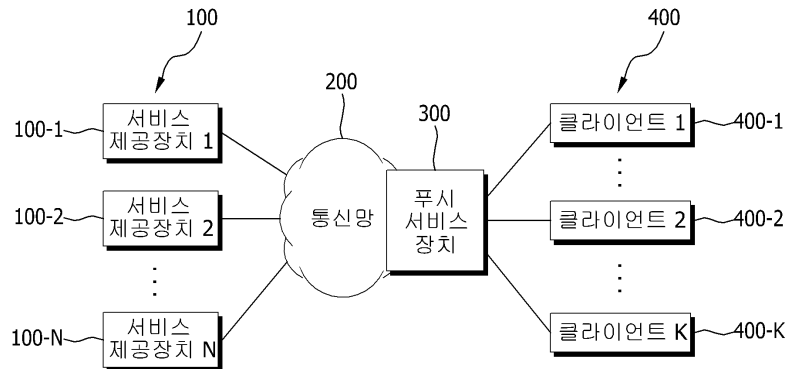 100
400
200
300
100-1
서비스
제공장치 1
클라이언트 1
400-1
100-2
서비스
제공장치 2
통신망
푸시
서비스
장치
클라이언트 2
400-2
100-N
서비스
제공장치 N
클라이언트 K
400-K